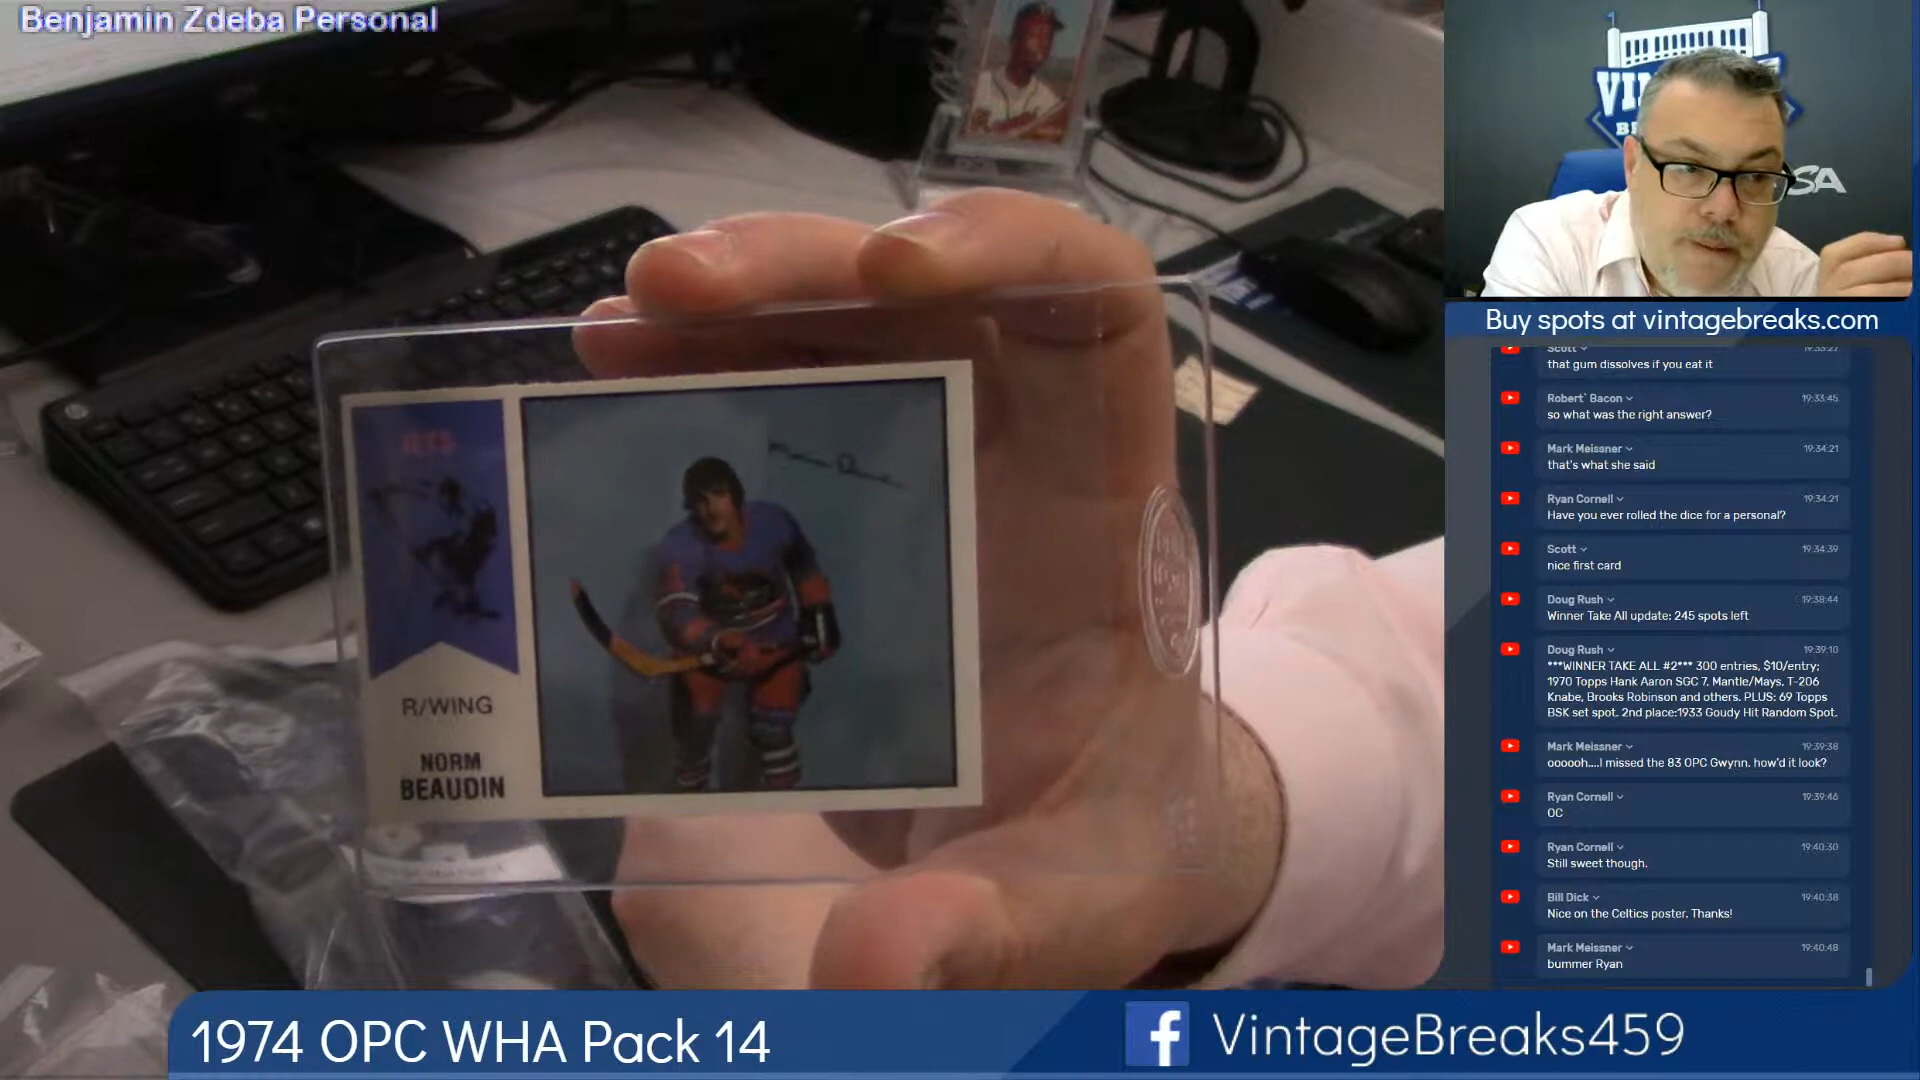 Benjamin Zdeba Personal
JETS
R/WING
NORM
BEAUDIN
Buy spots at vintagebreaks.com
Scott 19:33:27
that gum dissolves if you eat it
Robert` Bacon 19:33:45
so what was the right answer?
Mark Meissner 19:34:21
that's what she said
Ryan Cornell 19:34:21
Have you ever rolled the dice for a personal?
Scott 19:34:39
nice first card
Doug Rush 19:38:44
Winner Take All update: 245 spots left
Doug Rush 19:39:10
***WINNER TAKE ALL #2*** 300 entries, $10/entry;
1970 Topps Hank Aaron SGC 7, Mantle/Mays, T-206
Knabe, Brooks Robinson and others. PLUS: 69 Topps
BSK set spot. 2nd place:1933 Goudy Hit Random Spot.
Mark Meissner 19:39:38
oooooh....I missed the 83 OPC Gwynn. how'd it look?
Ryan Cornell 19:39:46
OC
Ryan Cornell 19:40:30
Still sweet though.
Bill Dick 19:40:38
Nice on the Celtics poster. Thanks!
Mark Meissner 19:40:48
bummer Ryan
1974 OPC WHA Pack 14
f VintageBreaks459